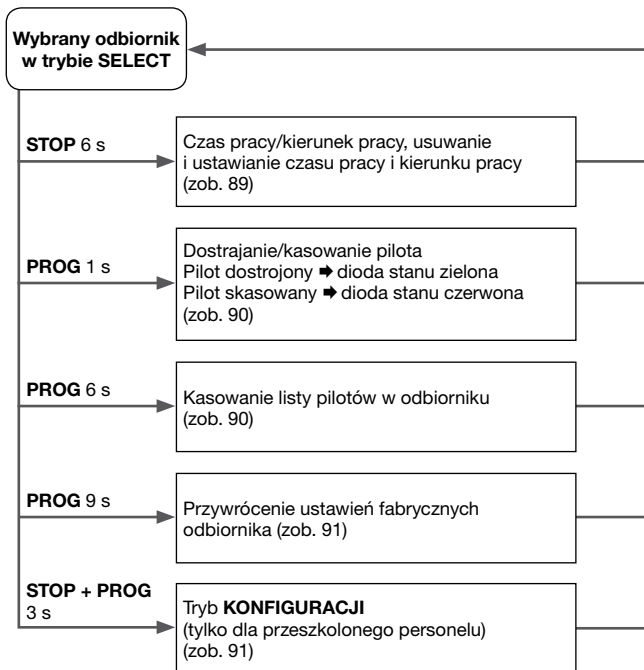 Wybrany odbiornik
w trybie SELECT
STOP 6 s
Czas pracy/kierunek pracy, usuwanie
i ustawianie czasu pracy i kierunku pracy
(zob. 89)
PROG 1 s
Dostrajanie/kasowanie pilota
Pilot dostrojony ➡ dioda stanu zielona
Pilot skasowany ➡ dioda stanu czerwona
(zob. 90)
PROG 6 s
Kasowanie listy pilotów w odbiorniku
(zob. 90)
PROG 9 s
Przywrócenie ustawień fabrycznych
odbiornika (zob. 91)
STOP + PROG
3 s
Tryb KONFIGURACJI
(tylko dla przeszkolonego personelu)
(zob. 91)